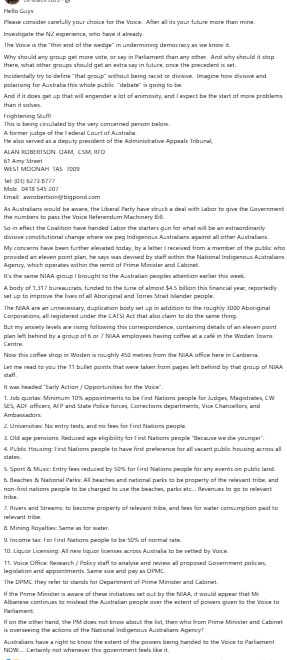 Hello Guys
Please consider carefully your choice for the Voice. After all its your future more than mine.
Investigate the NZ experience, who have it already.
The Voice is the "thin end of the wedge" in undermining democracy as we know it.
Why should any group get more vote, or say in Parliament than any other. And why should it stop
there, what other groups should get an extra say in future, once the precedent is set.
Incidentally try to define "that group" without being racist or divisive. Imagine how divisive and
polarising for Australia this whole public "debate" is going to be.
And if it does get up that will engender a lot of animosity, and I expect be the start of more problems
than it solves.
Frightening Stuff!
This is being circulated by the very concerned person below.
A former judge of the Federal Court of Australia.
He also served as a deputy president of the Administrative Appeals Tribunal,
ALAN ROBERTSON OAM, CSM, RFD
61 Amy Street
WEST MOONAH TAS 7009
Tel: (03) 6273 8777
Mob: 0418 545 207
Email: awrobertson@bigpond.com
As Australians would be aware, the Liberal Party have struck a deal with Labor to give the Government
the numbers to pass the Voice Referendum Machinery Bill.
So in effect the Coalition have handed Labor the starters gun for what will be an extraordinarily
divisive constitutional change where we peg Indigenous Australians against all other Australians.
My concerns have been further elevated today, by a letter I received from a member of the public who
provided an eleven point plan, he says was devised by staff within the National Indigenous Australians
Agency, which operates within the remit of Prime Minister and Cabinet.
It's the same NIAA group I brought to the Australian peoples attention earlier this week.
A body of 1,317 bureaucrats, funded to the tune of almost $4.5 billion this financial year, reportedly
set up to improve the lives of all Aboriginal and Torres Strait Islander people.
The NIAA are an unnecessary, duplication body set up in addition to the roughly 3000 Aboriginal
Corporations, all registered under the CATSI Act that also claim to do the same thing.
But my anxiety levels are rising following this correspondence, containing details of an eleven point
plan left behind by a group of 6 or 7 NIAA employees having coffee at a café in the Woden Towns
Centre.
Now this coffee shop in Woden is roughly 450 metres from the NIAA office here in Canberra.
Let me read to you the 11 bullet points that were taken from pages left behind by that group of NIAA
staff.
It was headed "Early Action / Opportunities for the Voice".
1. Job quotas: Minimum 10% appointments to be First Nations people for Judges, Magistrates, CW
SES, ADF officers, AFP and State Police forces, Corrections departments, Vice Chancellors, and
Ambassadors.
2. Universities: No entry tests, and no fees for First Nations people.
3. Old age pensions: Reduced age eligibility for First Nations people "Because we die younger".
4. Public Housing: First Nations people to have first preference for all vacant public housing across all
states.
5. Sport & Music: Entry fees reduced by 50% for First Nations people for any events on public land.
6. Beaches & National Parks: All beaches and national parks to be property of the relevant tribe, and
non-first nations people to be charged to use the beaches, parks etc... Revenues to go to relevant
tribe.
7. Rivers and Streams: to become property of relevant tribe, and fees for water consumption paid to
relevant tribe.
8. Mining Royalties: Same as for water.
9. Income tax: For First Nations people to be 50% of normal rate.
10. Liquor Licensing: All new liquor licenses across Australia to be vetted by Voice.
11. Voice Office: Research / Policy staff to analyse and review all proposed Government policies,
legislation and appointments. Same size and pay as DPMC.
The DPMC they refer to stands for Department of Prime Minister and Cabinet.
If the Prime Minister is aware of these initiatives set out by the NIAA, it would appear that Mr
Albanese continues to mislead the Australian people over the extent of powers given to the Voice to
Parliament.
If on the other hand, the PM does not know about the list, then who from Prime Minister and Cabinet
is overseeing the actions of the National Indigenous Australians Agency?
Australians have a right to know the extent of the powers being handed to the Voice to Parliament
NOW.... Certainly not whenever this government feels like it.